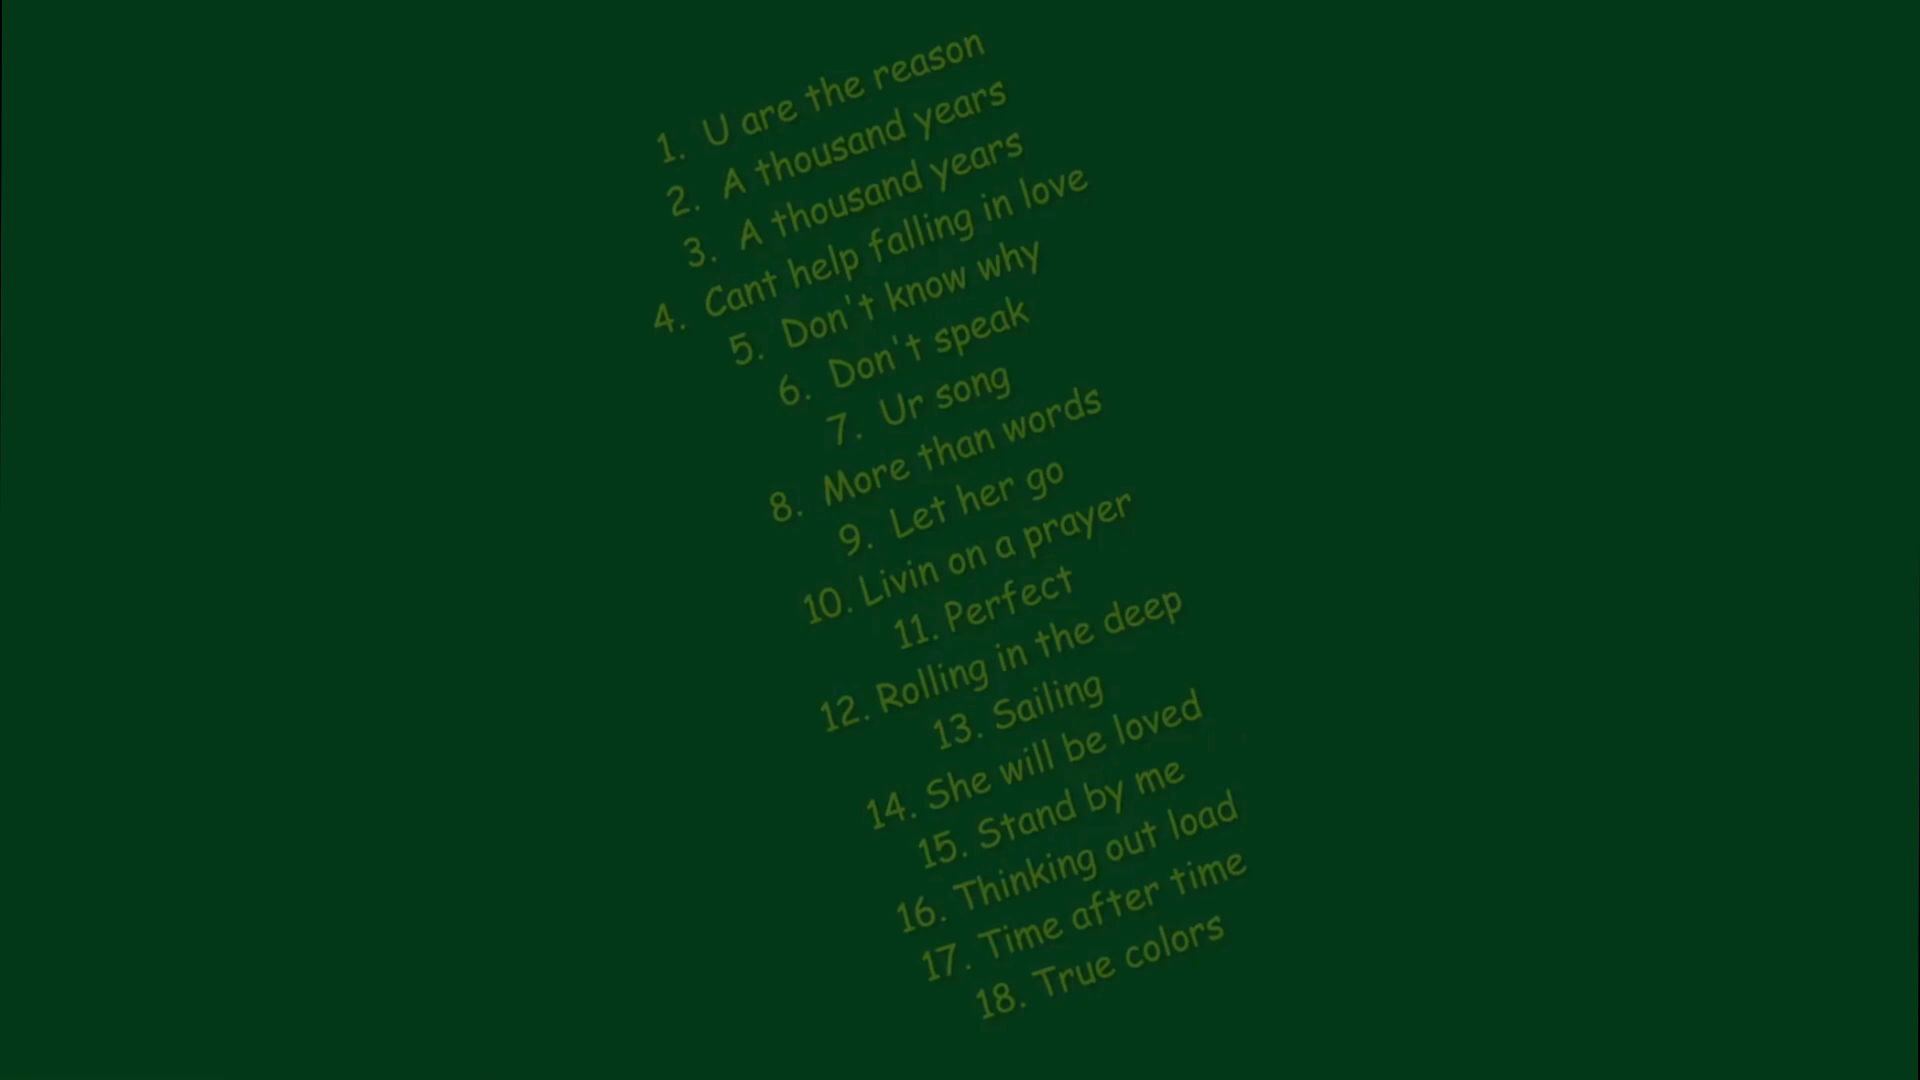 1. U are the reason
2. A thousand years
3. A thousand years
4. Cant help falling in love
5. Don't know why
6. Don't speak
7. Ur song
8. More than words
9. Let her go
10. Livin on a prayer
11. Perfect
12. Rolling in the deep
13. Sailing
14. She will be loved
15. Stand by me
16. Thinking out load
17. Time after time
18. True colors